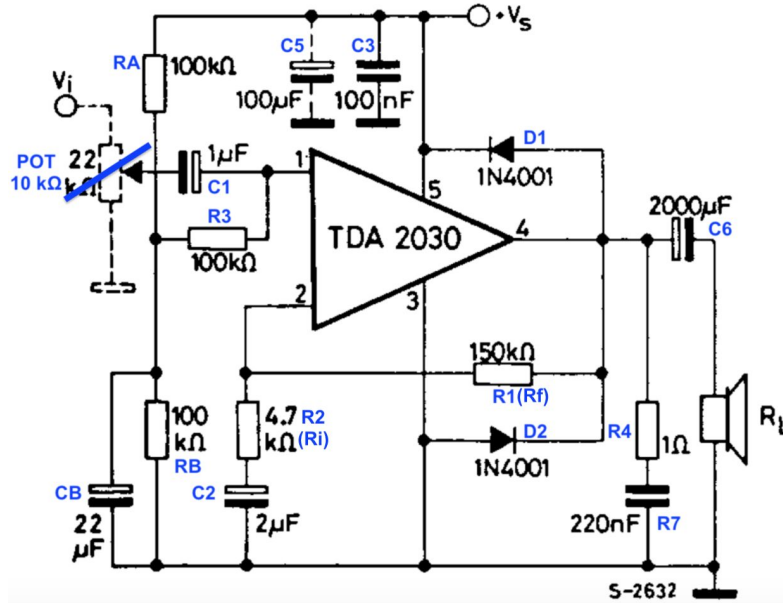 +Vs
C5
C3
RA
100kΩ
Vi
100µF
100nF
D1
1N4001
POT
10 kΩ
22
kΩ
1µF
C1
1
5
2000µF
C6
R3
100kΩ
TDA 2030
4
2
3
150kΩ
R1(Rf)
100
kΩ
RB
4.7
kΩ
R2
(Ri)
D2
1N4001
R4
1Ω
CB
22
µF
C2
2µF
220nF
R7
S-2632